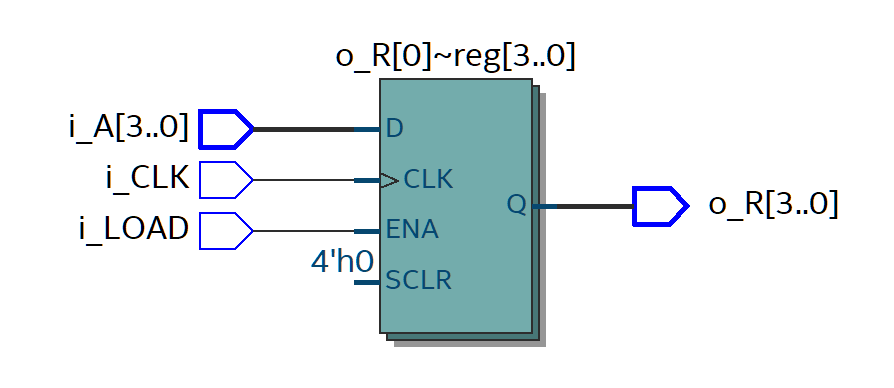 o_R[0]~reg[3..0]
i_A[3..0]
D
i_CLK
CLK
Q
o_R[3..0]
i_LOAD
ENA
4'h0
SCLR